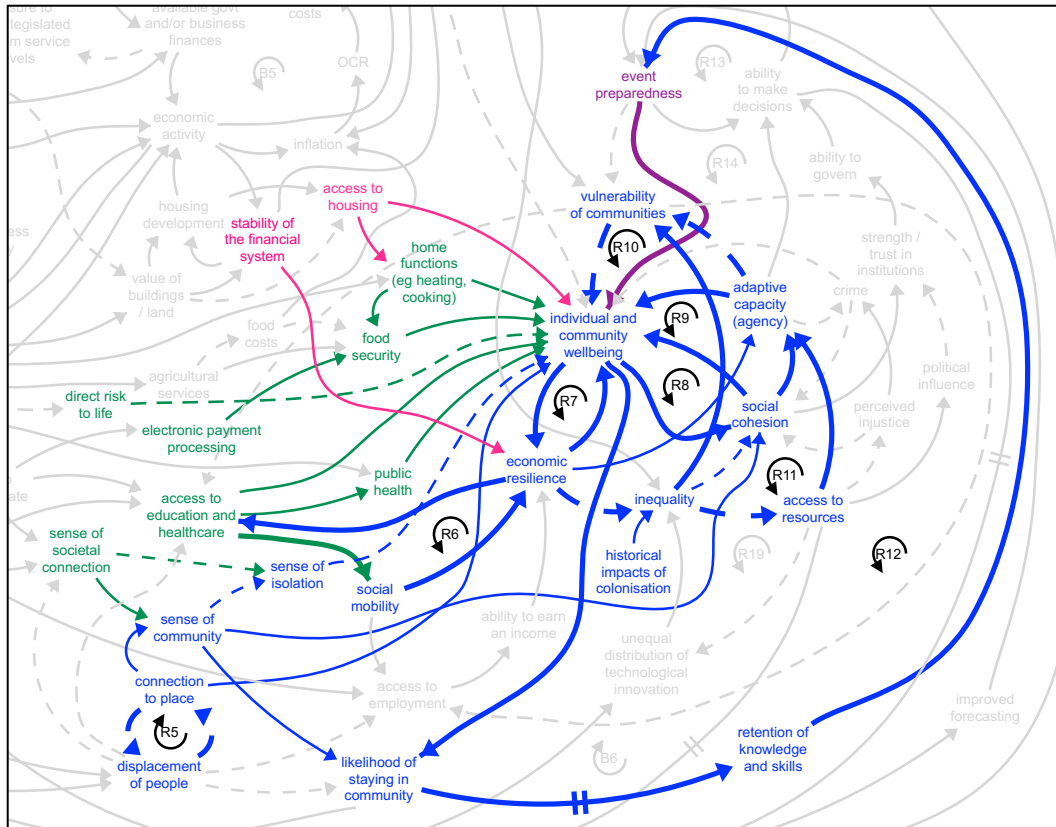 sure to
legislated
m service
vels
available govt
and/or business
finances
costs
B5
OCR
event
preparedness
R13
ability
to make
decisions
economic
activity
inflation
R14
ability to
govern
access to
housing
vulnerability
of communities
housing
development
stability of
the financial
system
home
functions
(eg heating,
cooking)
R10
strength /
trust in
institutions
ess
value of
buildings
/ land
adaptive
capacity
(agency)
crime
food
costs
food
security
individual and
community
wellbeing
R9
agricultural
services
direct risk
to life
R7
R8
political
influence
electronic payment
processing
social
cohesion
perceived
injustice
public
health
economic
resilience
R11
ate
access to
education and
healthcare
inequality
access to
resources
sense of
societal
connection
R6
R19
R12
sense of
isolation
social
mobility
historical
impacts of
colonisation
sense of
community
ability to earn
an income
unequal
distribution of
technological
innovation
connection
to place
access to
employment
improved
forecasting
R5
retention of
knowledge
and skills
displacement
of people
likelihood of
staying in
community
B6